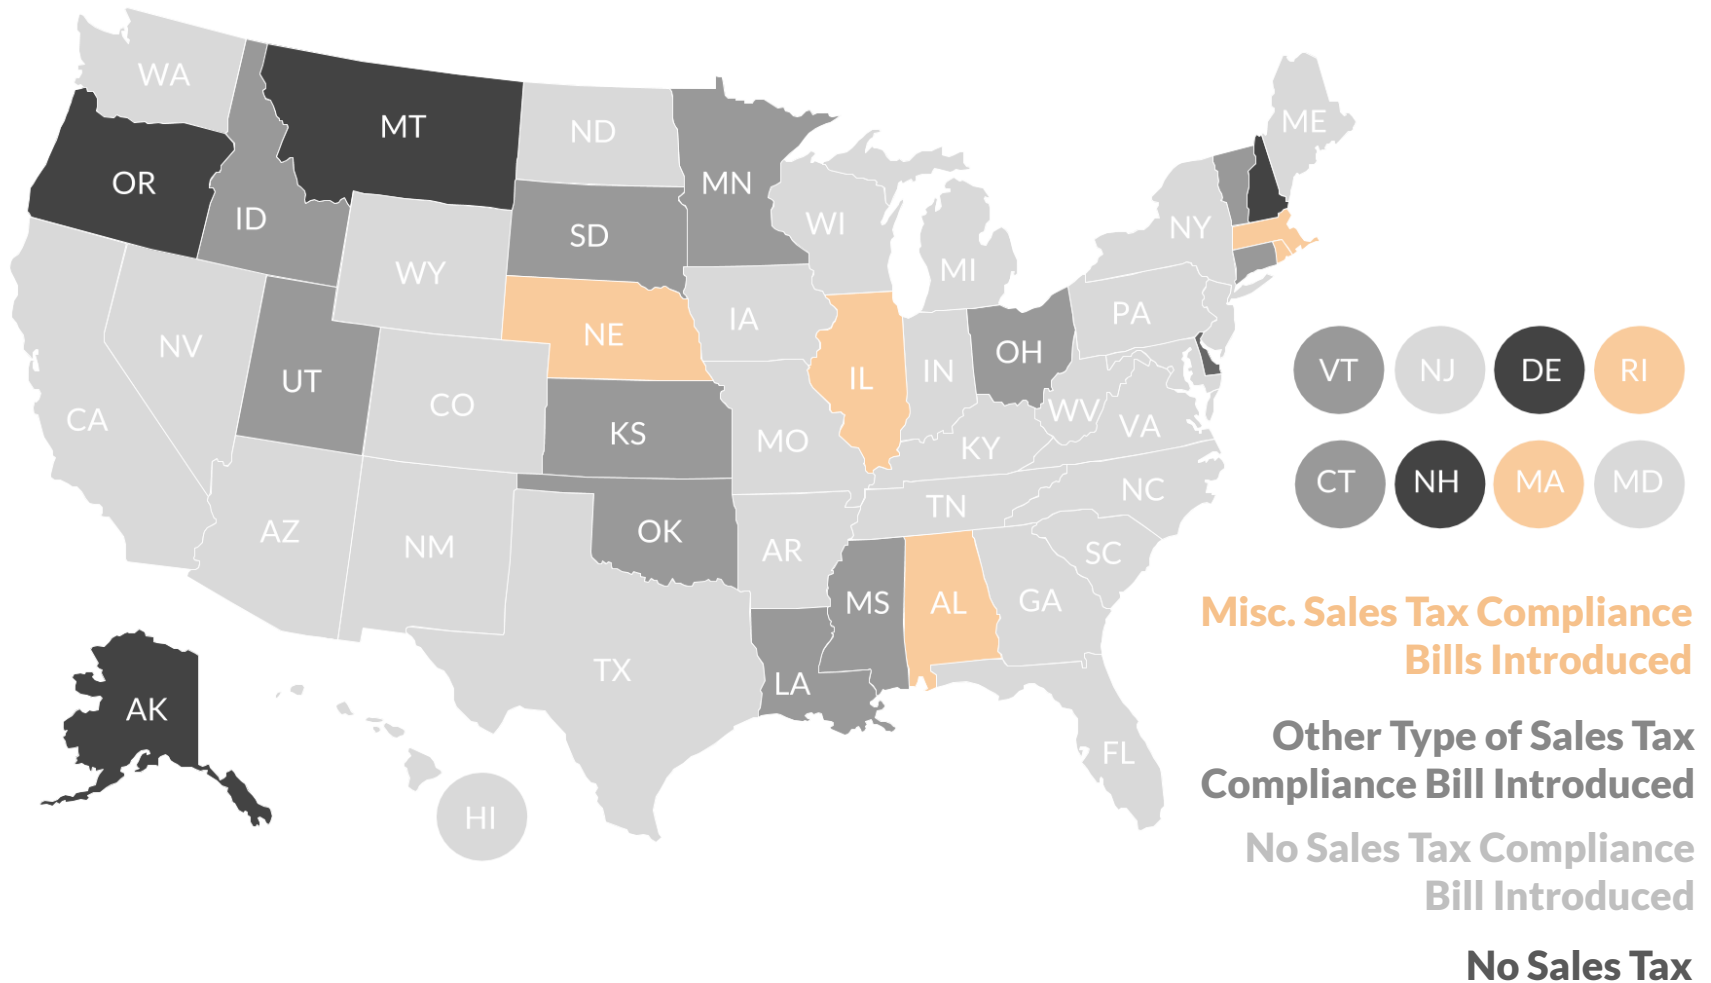 WA
ME
MT
ND
OR
MN
ID
SD
WI
NY
WY
MI
PA
IA
NE
NV
OH
IN
IL
UT
VT
NJ
DE
RI
CO
WV
CA
VA
KS
MO
KY
CT
NH
MA
MD
NC
TN
AZ
OK
NM
AR
SC
MS
AL
GA
Misc. Sales Tax Compliance
Bills Introduced
TX
LA
AK
Other Type of Sales Tax
Compliance Bill Introduced
FL
HI
No Sales Tax Compliance
Bill Introduced
No Sales Tax